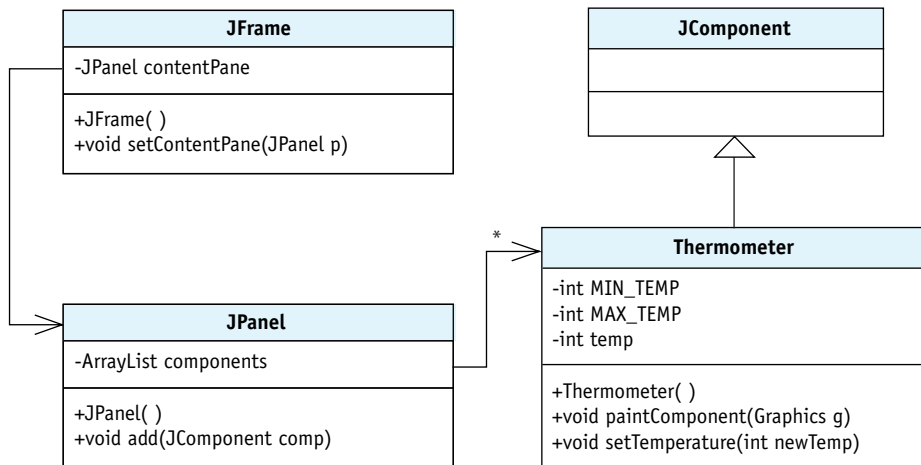 JFrame
-JPanel contentPane
+JFrame( )
+void setContentPane(JPanel p)
JComponent
*
Thermometer
-int MIN_TEMP
-int MAX_TEMP
-int temp
+Thermometer( )
+void paintComponent(Graphics g)
+void setTemperature(int newTemp)
JPanel
-ArrayList components
+JPanel( )
+void add(JComponent comp)